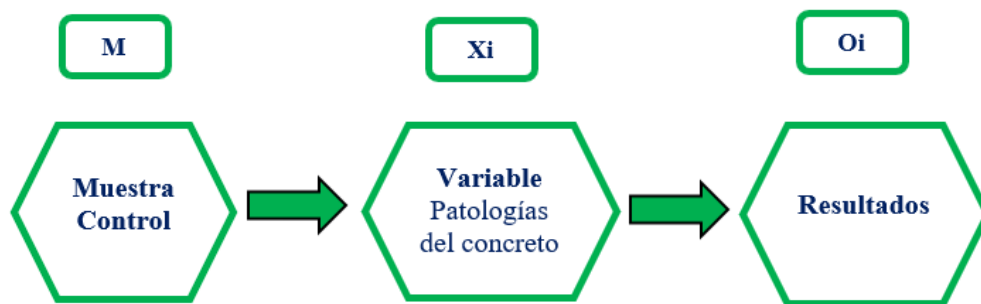 M
Xi
Oi
Muestra
Control
Variable
Patologías
del concreto
Resultados